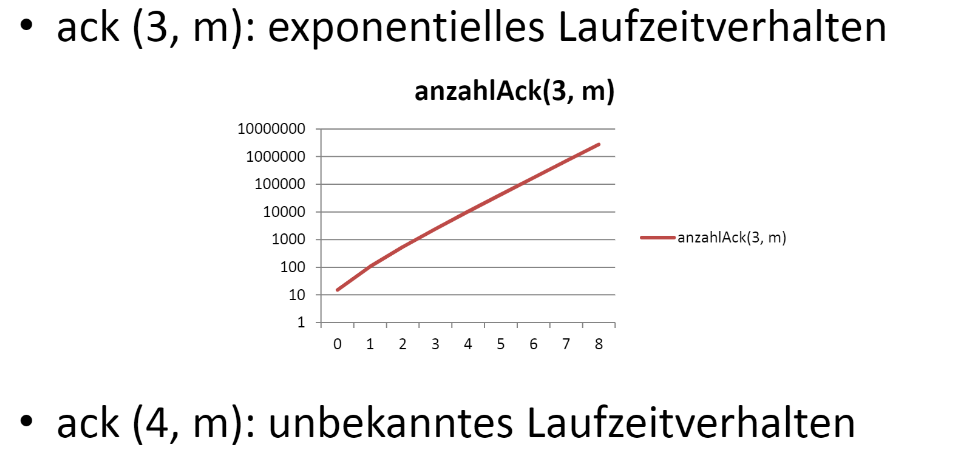 • ack (3, m): exponentielles Laufzeitverhalten
anzahlAck(3, m)
10000000
1000000
100000
10000
1000
100
10
1
0 1 2 3 4 5 6 7 8
anzahlAck(3, m)
• ack (4, m): unbekanntes Laufzeitverhalten